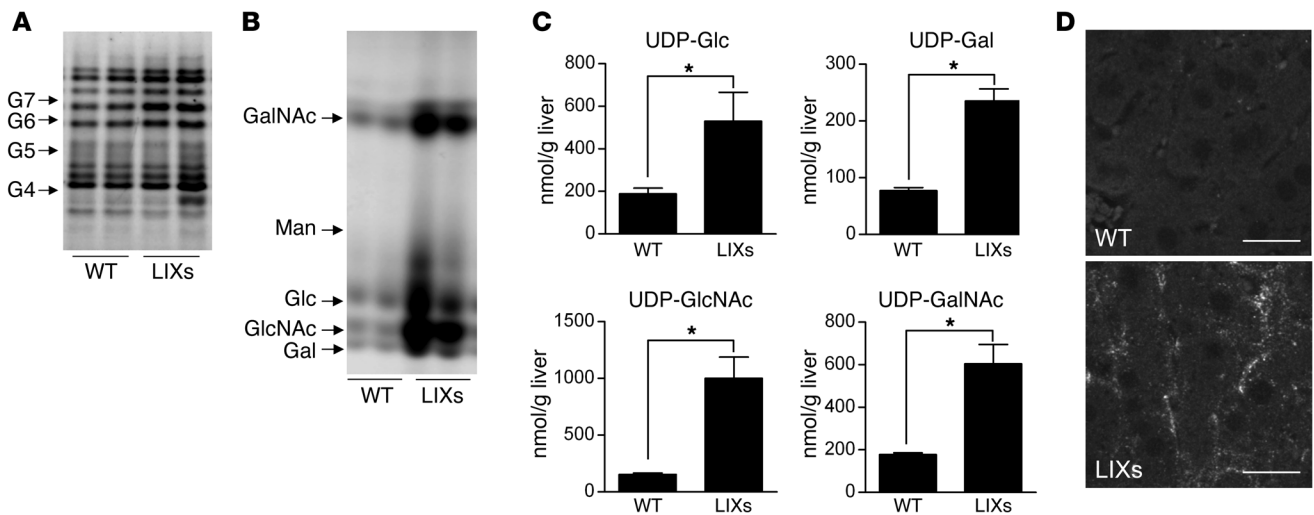 A
G7
G6
G5
G4
WT
LIXs
B
GalNAc
Man
Glc
GlcNAc
Gal
WT
LIXs
C
UDP-Glc
nmol/g liver
800
600
400
200
0
*
WT
LIXs
UDP-Gal
nmol/g liver
300
200
100
0
*
WT
LIXs
UDP-GlcNAc
nmol/g liver
1500
1000
500
0
*
WT
LIXs
UDP-GalNAc
nmol/g liver
800
600
400
200
0
*
WT
LIXs
D
WT
LIXs